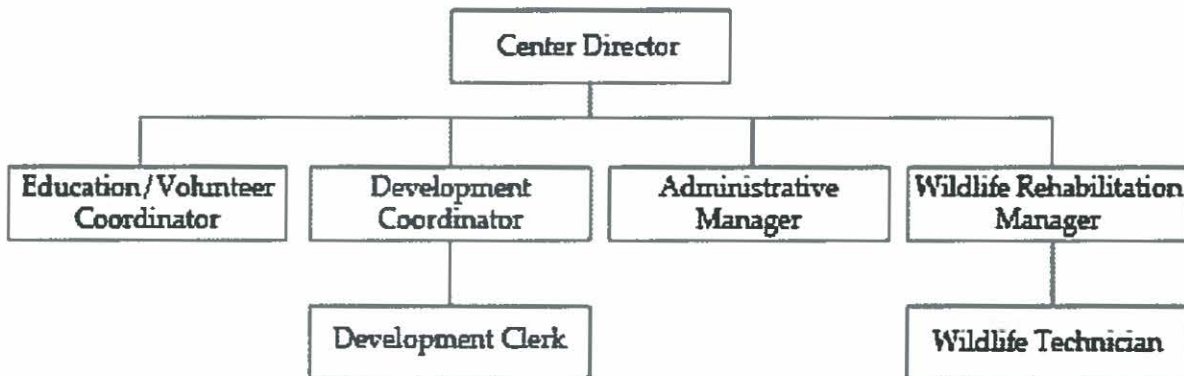 Center Director
Education/Volunteer
Coordinator
Development
Coordinator
Administrative
Manager
Wildlife Rehabilitation
Manager
Development Clerk
Wildlife Technician